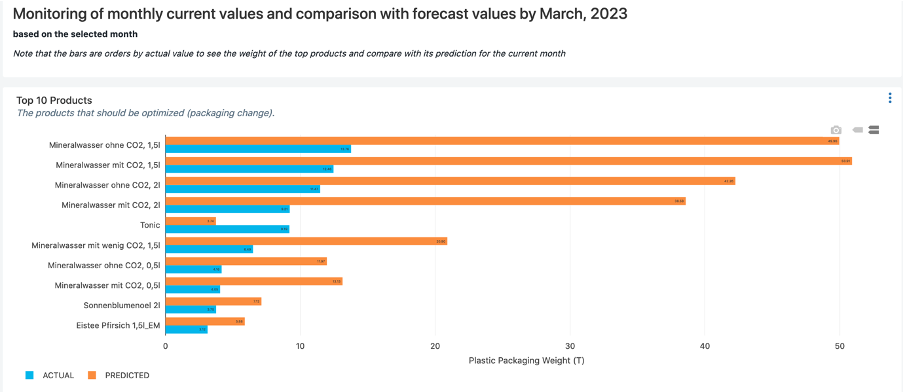 Monitoring of monthly current values and comparison with forecast values by March, 2023
based on the selected month
Note that the bars are orders by actual value to see the weight of the top products and compare with its prediction for the current month
Top 10 Products
The products that should be optimized (packaging change).
Mineralwasser ohne CO2, 1,5l
Mineralwasser mit CO2, 1,5l
Mineralwasser ohne CO2, 2l
Mineralwasser mit CO2, 2l
Tonic
Mineralwasser mit wenig CO2, 1,5l
Mineralwasser ohne CO2, 0,5l
Mineralwasser mit CO2, 0,5l
Sonnenblumenoel 2l
Eistee Pfirsich 1,5l_EM
0 10 20 30 40 50
Plastic Packaging Weight (T)
ACTUAL PREDICTED